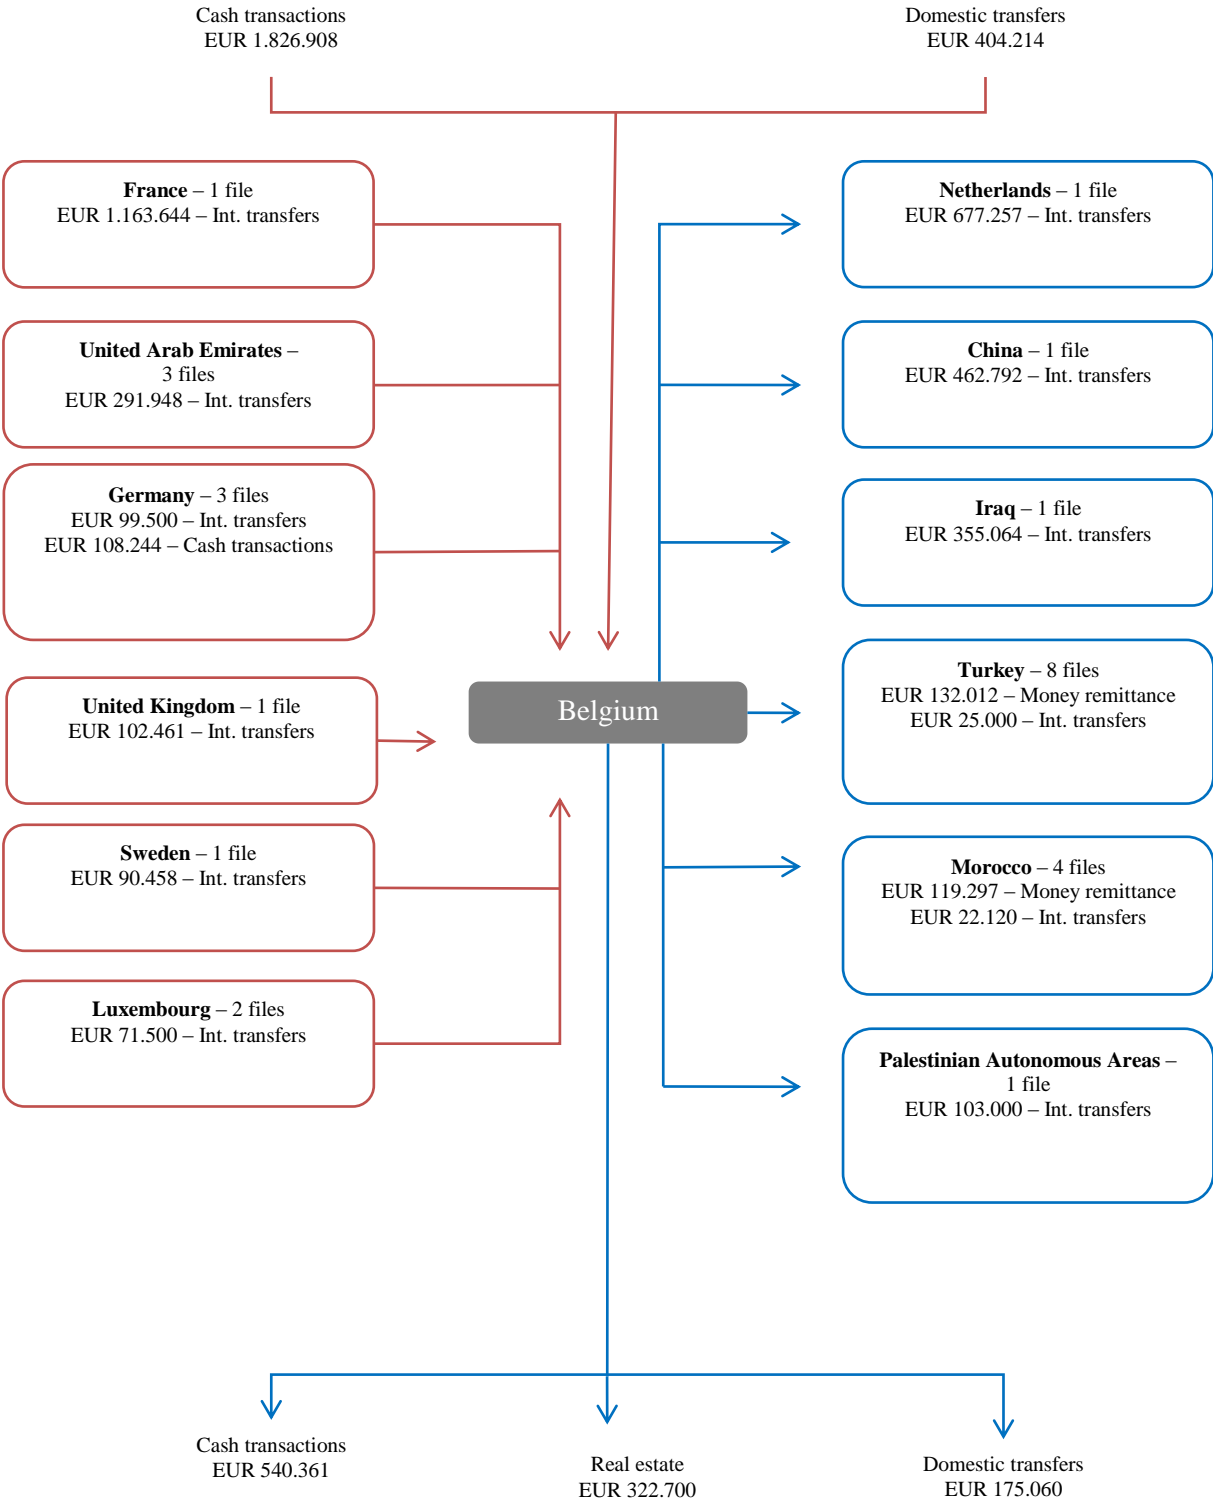 Cash transactions
EUR 1.826.908
Domestic transfers
EUR 404.214
France – 1 file
EUR 1.163.644 – Int. transfers
United Arab Emirates –
3 files
EUR 291.948 – Int. transfers
Germany – 3 files
EUR 99.500 – Int. transfers
EUR 108.244 – Cash transactions
United Kingdom – 1 file
EUR 102.461 – Int. transfers
Sweden – 1 file
EUR 90.458 – Int. transfers
Luxembourg – 2 files
EUR 71.500 – Int. transfers
Belgium
Netherlands – 1 file
EUR 677.257 – Int. transfers
China – 1 file
EUR 462.792 – Int. transfers
Iraq – 1 file
EUR 355.064 – Int. transfers
Turkey – 8 files
EUR 132.012 – Money remittance
EUR 25.000 – Int. transfers
Morocco – 4 files
EUR 119.297 – Money remittance
EUR 22.120 – Int. transfers
Palestinian Autonomous Areas –
1 file
EUR 103.000 – Int. transfers
Cash transactions
EUR 540.361
Real estate
EUR 322.700
Domestic transfers
EUR 175.060